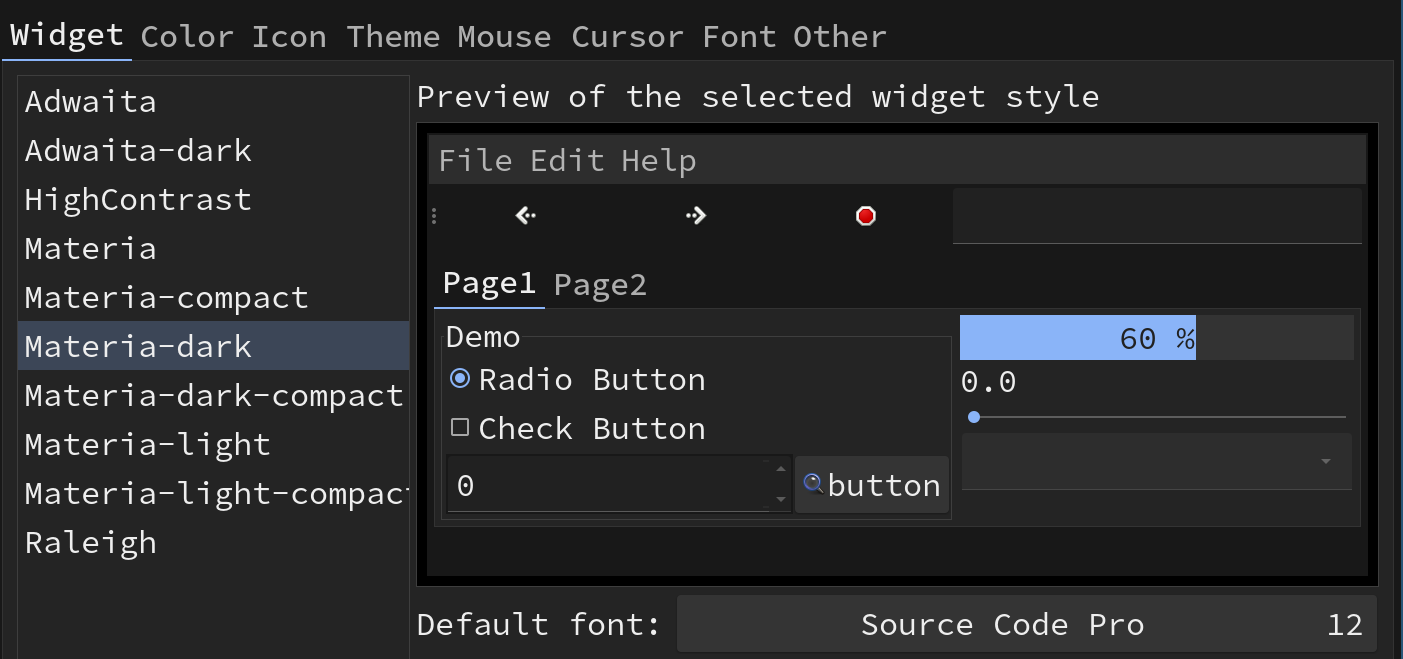 Widget Color Icon Theme Mouse Cursor Font Other
Adwaita
Adwaita-dark
HighContrast
Materia
Materia-compact
Materia-dark
Materia-dark-compact
Materia-light
Materia-light-compact
Raleigh
Preview of the selected widget style
File Edit Help
Page1 Page2
Demo
Radio Button
Check Button
0
button
60 %
0.0
Default font: Source Code Pro 12